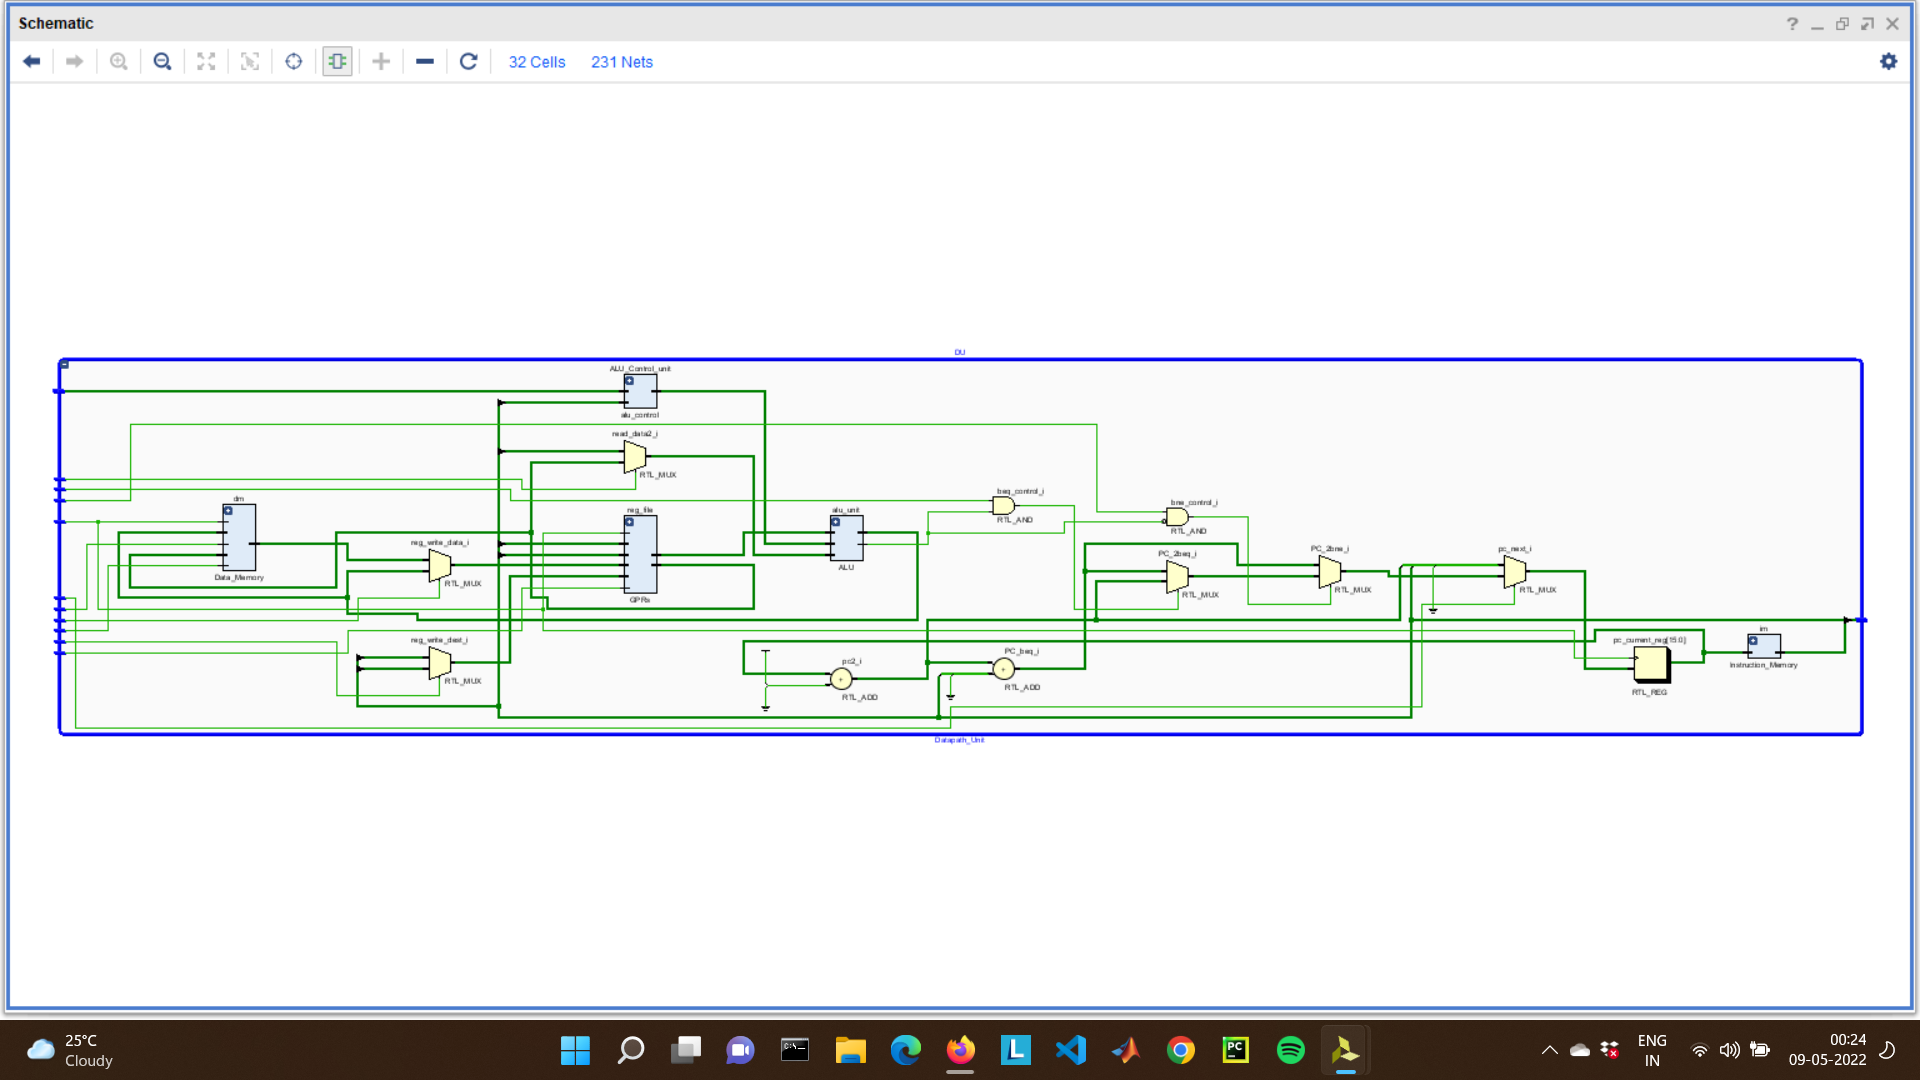 Schematic
32 Cells 231 Nets
DU
ALU_Control_unit
alu_control
read_data2_i
RTL_MUX
dm
Data_Memory
reg_write_data_i
RTL_MUX
reg_file
GPRs
alu_unit
ALU
beq_control_i
RTL_AND
bne_control_i
RTL_AND
PC_2beq_i
RTL_MUX
PC_2bne_i
RTL_MUX
pc_next_i
RTL_MUX
reg_write_dest_i
RTL_MUX
pc2_i
+
RTL_ADD
PC_beq_i
+
RTL_ADD
pc_current_reg[15:0]
RTL_REG
im
Instruction_Memory
Datapath_Unit
25°C
Cloudy
PC
ENG
IN
00:24
09-05-2022